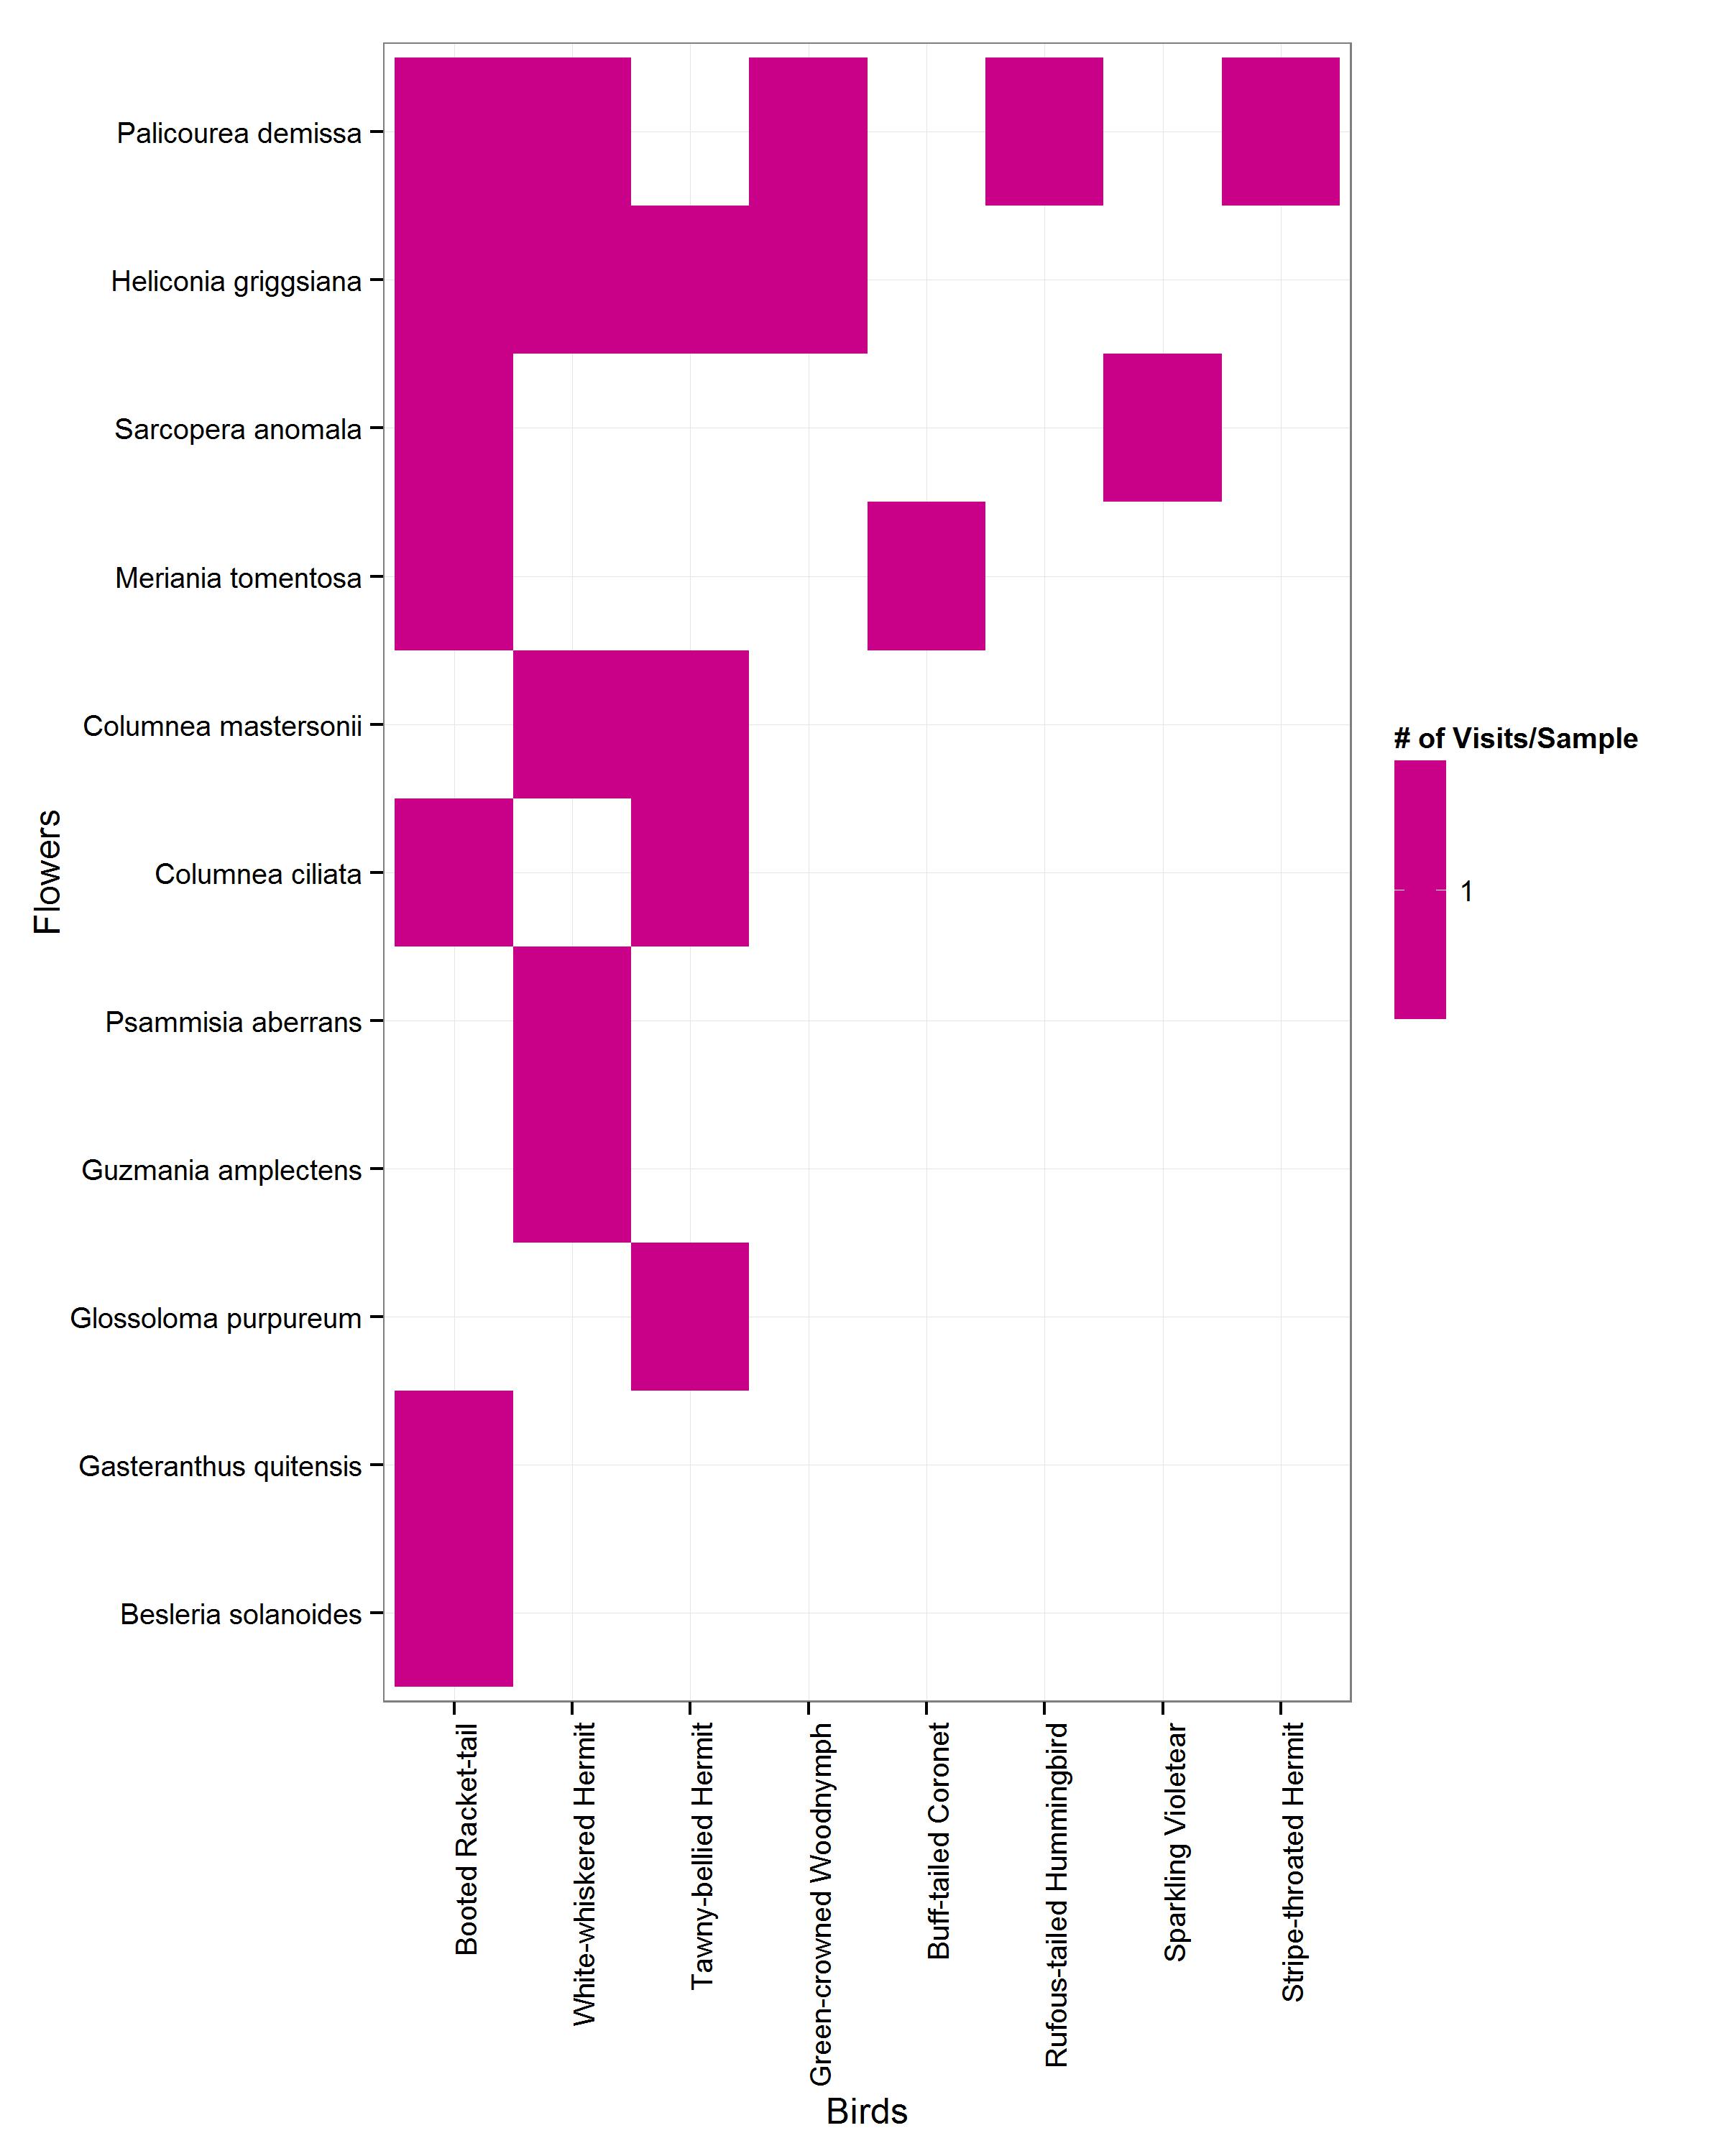 Palicourea demissa
Heliconia griggsiana
Sarcopera anomala
Meriania tomentosa
Columnea mastersonii
Columnea ciliata
Psammisia aberrans
Guzmania amplectens
Glossoloma purpureum
Gasteranthus quitensis
Besleria solanoides
Flowers
# of Visits/Sample
1
Booted Racket-tail
White-whiskered Hermit
Tawny-bellied Hermit
Green-crowned Woodnymph
Buff-tailed Coronet
Rufous-tailed Hummingbird
Sparkling Violetear
Stripe-throated Hermit
Birds